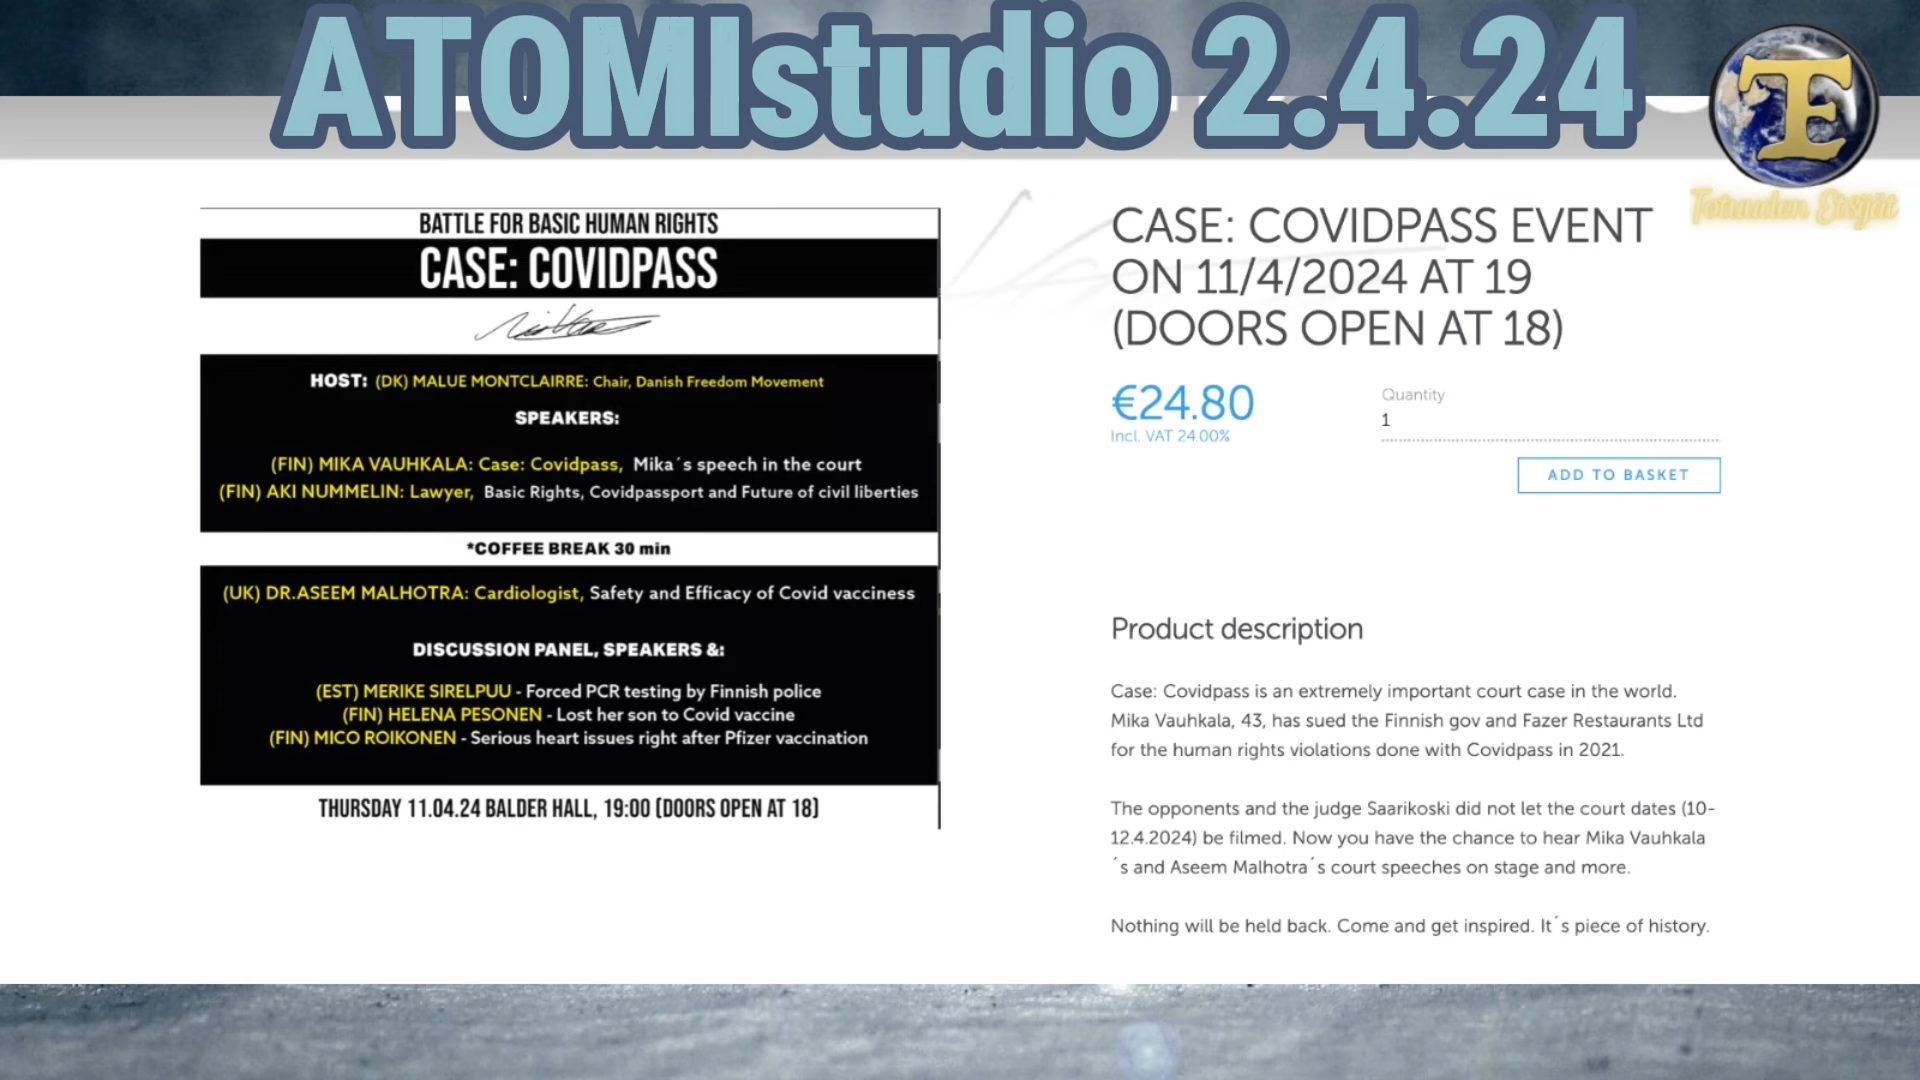 ATOMIstudio 2.4.24
T
Totuuden Etsijät
BATTLE FOR BASIC HUMAN RIGHTS
CASE: COVIDPASS
HOST: (DK) MALUE MONTCLAIRRE: Chair, Danish Freedom Movement
SPEAKERS:
(FIN) MIKA VAUHKALA: Case: Covidpass, Mika´s speech in the court
(FIN) AKI NUMMELIN: Lawyer, Basic Rights, Covidpassport and Future of civil liberties
*COFFEE BREAK 30 min
(UK) DR.ASEEM MALHOTRA: Cardiologist, Safety and Efficacy of Covid vacciness
DISCUSSION PANEL, SPEAKERS &:
(EST) MERIKE SIRELPUU - Forced PCR testing by Finnish police
(FIN) HELENA PESONEN - Lost her son to Covid vaccine
(FIN) MICO ROIKONEN - Serious heart issues right after Pfizer vaccination
THURSDAY 11.04.24 BALDER HALL, 19:00 (DOORS OPEN AT 18)
CASE: COVIDPASS EVENT
ON 11/4/2024 AT 19
(DOORS OPEN AT 18)
€24.80
Incl. VAT 24.00%
Quantity
1
ADD TO BASKET
Product description
Case: Covidpass is an extremely important court case in the world.
Mika Vauhkala, 43, has sued the Finnish gov and Fazer Restaurants Ltd
for the human rights violations done with Covidpass in 2021.
The opponents and the judge Saarikoski did not let the court dates (10-
12.4.2024) be filmed. Now you have the chance to hear Mika Vauhkala
´s and Aseem Malhotra´s court speeches on stage and more.
Nothing will be held back. Come and get inspired. It´s piece of history.